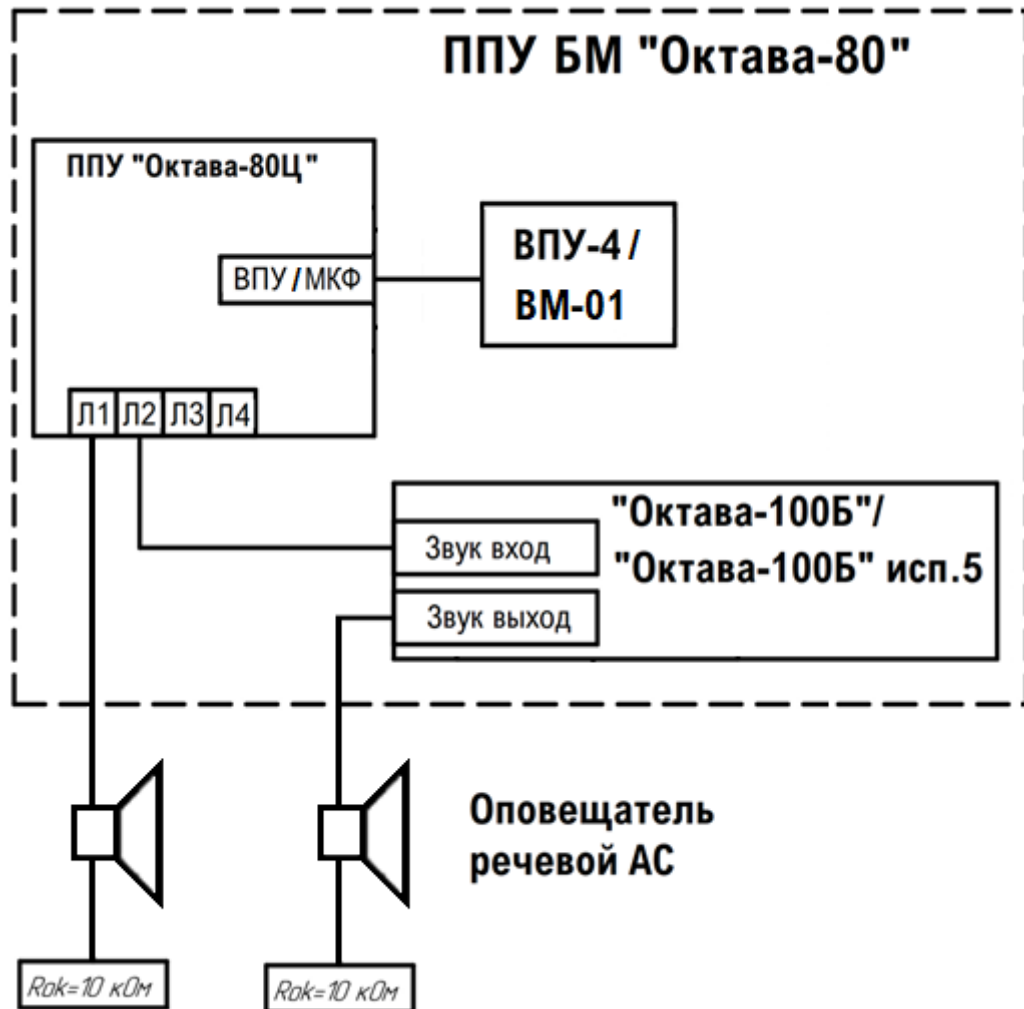 ППУ БМ "Октава-80"
ППУ "Октава-80Ц"
ВПУ/МКФ
ВПУ-4/
ВМ-01
Л1 Л2 Л3 Л4
"Октава-100Б"/
"Октава-100Б" исп.5
Звук вход
Звук выход
Оповещатель
речевой АС
Rok=10 кОм
Rok=10 кОм